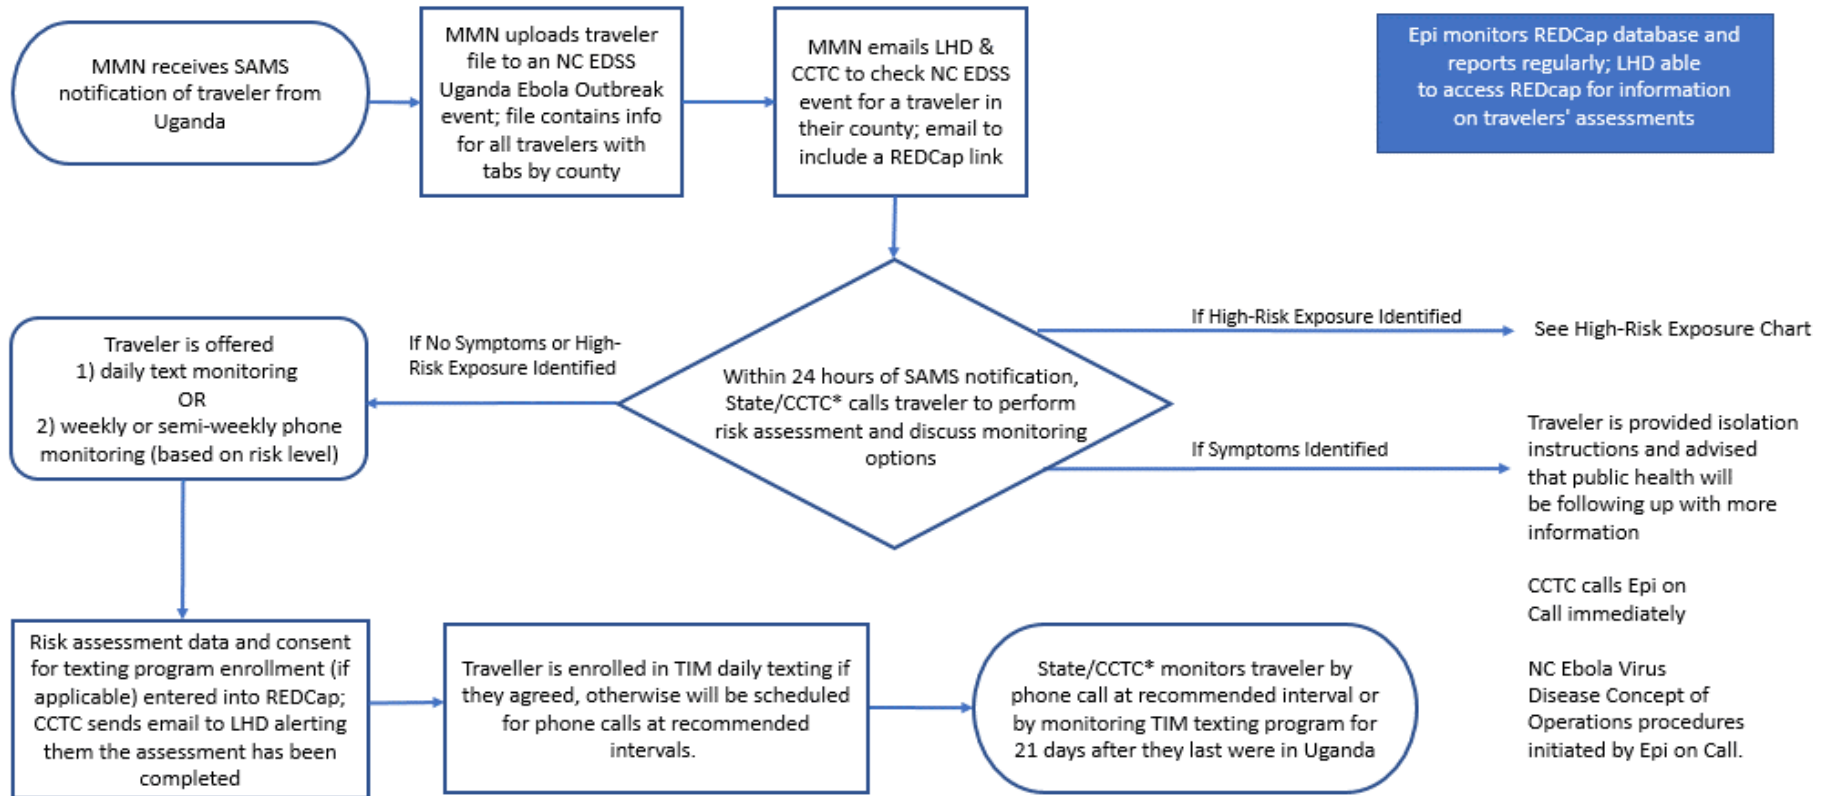 MMN receives SAMS
notification of traveler from
Uganda
MMN uploads traveler
file to an NC EDSS
Uganda Ebola Outbreak
event; file contains info
for all travelers with
tabs by county
MMN emails LHD &
CCTC to check NC EDSS
event for a traveler in
their county; email to
include a REDCap link
Epi monitors REDCap database and
reports regularly; LHD able
to access REDcap for information
on travelers' assessments
Within 24 hours of SAMS notification,
State/CCTC* calls traveler to perform
risk assessment and discuss monitoring
options
If High-Risk Exposure Identified
See High-Risk Exposure Chart
If Symptoms Identified
Traveler is provided isolation
instructions and advised
that public health will
be following up with more
information
CCTC calls Epi on
Call immediately
NC Ebola Virus
Disease Concept of
Operations procedures
initiated by Epi on Call.
If No Symptoms or High-
Risk Exposure Identified
Traveler is offered
1) daily text monitoring
OR
2) weekly or semi-weekly phone
monitoring (based on risk level)
Risk assessment data and consent
for texting program enrollment (if
applicable) entered into REDCap;
CCTC sends email to LHD alerting
them the assessment has been
completed
Traveller is enrolled in TIM daily texting if
they agreed, otherwise will be scheduled
for phone calls at recommended
intervals.
State/CCTC* monitors traveler by
phone call at recommended interval or
by monitoring TIM texting program for
21 days after they last were in Uganda